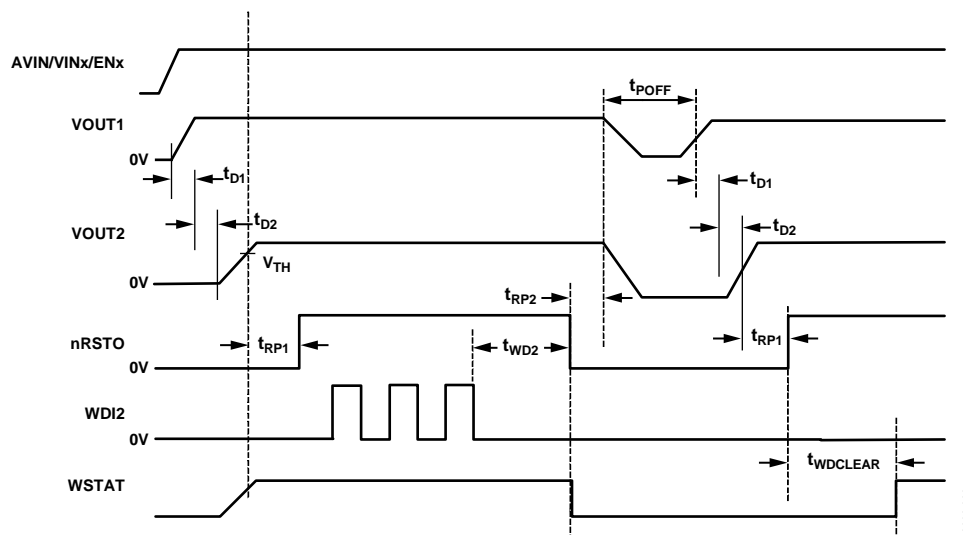 AVIN/VINx/ENx
tPOFF
VOUT1
0V
tD1
tD1
tD2
tD2
VOUT2
VTH
0V
tRP2
nRSTO
tRP1
tWD2
tRP1
0V
WDI2
0V
tWDCLEAR
WSTAT